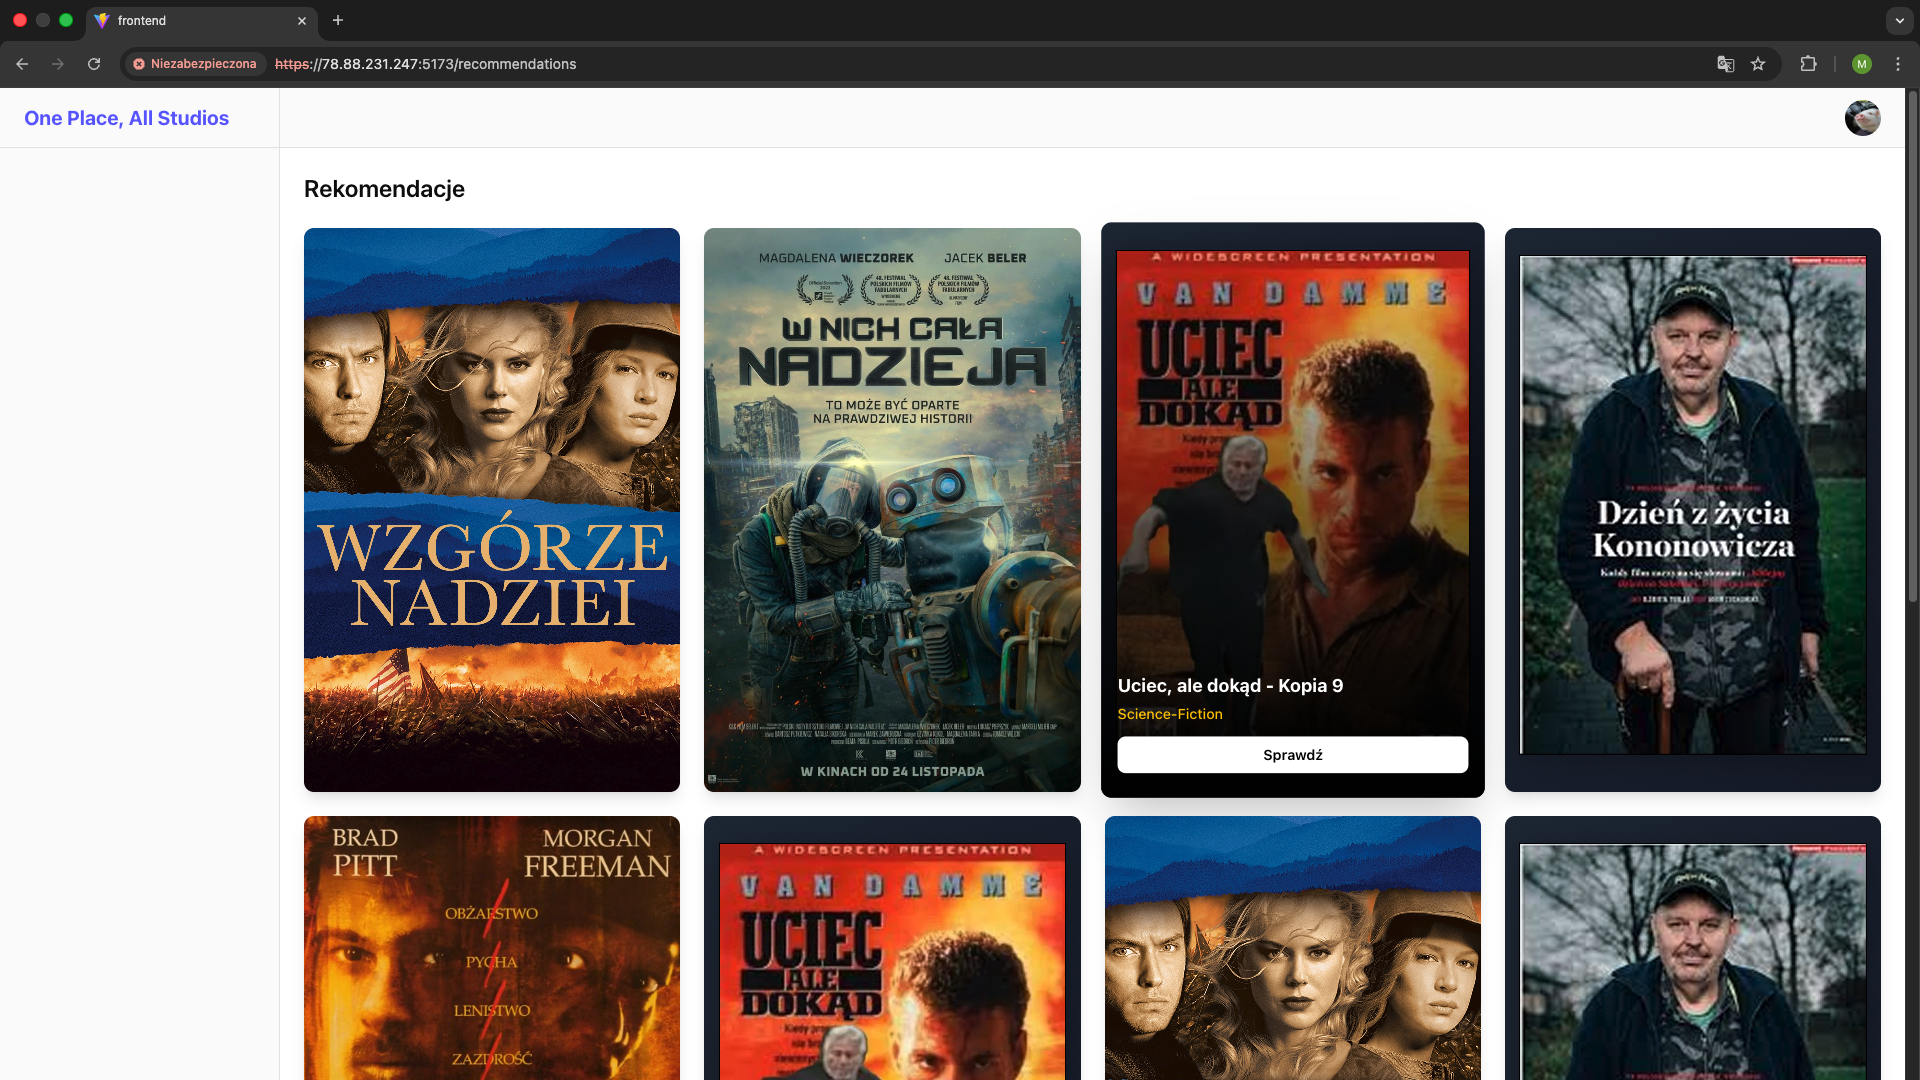 frontend
Niezabezpieczona
https://78.88.231.247:5173/recommendations
M
One Place, All Studios
Rekomendacje
WZGÓRZE
NADZIEI
MAGDALENA WIECZOREK JACEK BELER
W NICH CAŁA
NADZIEJA
TO MOŻE BYĆ OPARTE
NA PRAWDZIWEJ HISTORII
W KINACH OD 24 LISTOPADA
A WIDESCREEN PRESENTATION
VAN DAMME
UCIEC
ALE
DOKĄD
Uciec, ale dokąd - Kopia 9
Science-Fiction
Sprawdź
Dzień z życia
Kononowicza
BRAD
PITT
MORGAN
FREEMAN
OBŻARSTWO
PYCHA
LENISTWO
ZAZDROŚĆ
A WIDESCREEN PRESENTATION
VAN DAMME
UCIEC
ALE
DOKĄD